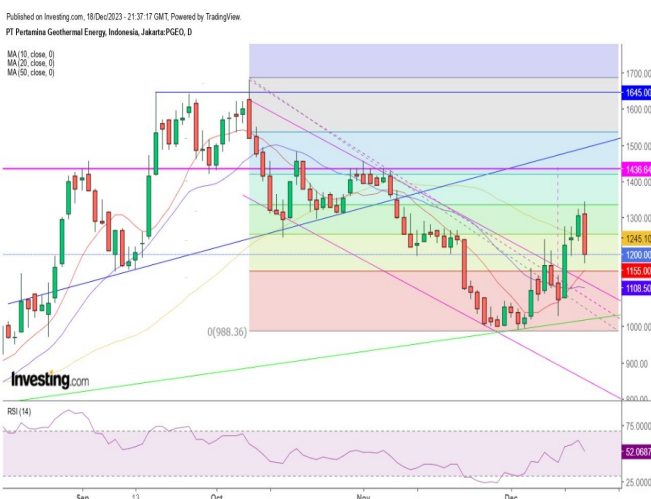 Published on Investing.com, 18/Dec/2023 - 21:37:17 GMT, Powered by TradingView.
PT Pertamina Geothermal Energy, Indonesia, Jakarta:PGEO, D
MA (10, close, 0)
MA (20, close, 0)
MA (50, close, 0)
1700.00
1645.00
1500.00
1436.64
1400.00
1300.00
1245.10
1200.00
1155.00
1108.50
0(988.36)
1000.00
900.00
Investing.com
800.00
RSI (14)
75.0000
52.0687
25.0000
Sep 13 Oct Nov Dec